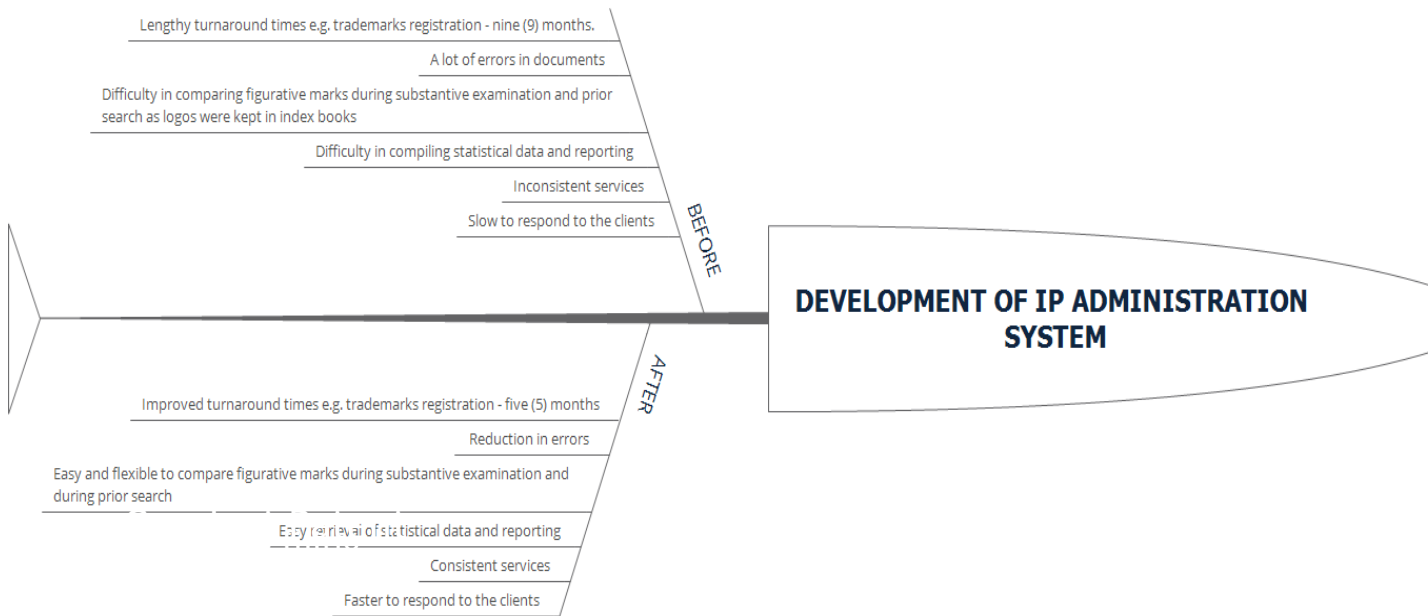 Lengthy turnaround times e.g. trademarks registration - nine (9) months.
A lot of errors in documents
Difficulty in comparing figurative marks during substantive examination and prior
search as logos were kept in index books
Difficulty in compiling statistical data and reporting
Inconsistent services
Slow to respond to the clients
BEFORE
DEVELOPMENT OF IP ADMINISTRATION
SYSTEM
AFTER
Improved turnaround times e.g. trademarks registration - five (5) months
Reduction in errors
Easy and flexible to compare figurative marks during substantive examination and
during prior search
Easy retrieval of statistical data and reporting
Consistent services
Faster to respond to the clients